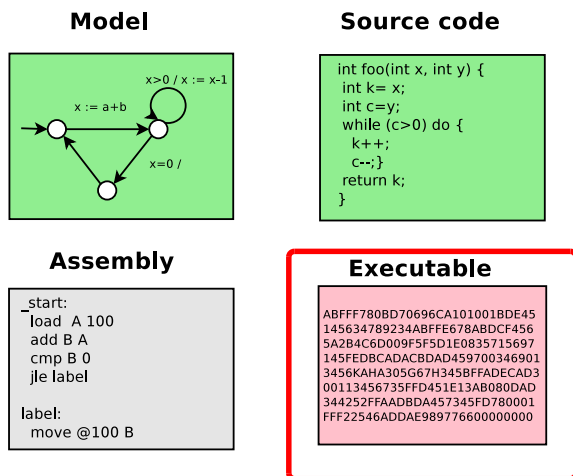 Model
x>0 / x := x-1
x := a+b
x=0 /
Source code
int foo(int x, int y) {
int k= x;
int c=y;
while (c>0) do {
k++;
c--;}
return k;
}
Assembly
_start:
load A 100
add B A
cmp B 0
jle label
label:
move @100 B
Executable
ABFFF780BD70696CA101001BDE45
145634789234ABFFE678ABDCF456
5A2B4C6D009F5F5D1E0835715697
145FEDBCADACBDAD459700346901
3456KAHA305G67H345BFFADECAD3
00113456735FFD451E13AB080DAD
344252FFAADBDA457345FD780001
FFF22546ADDAE989776600000000